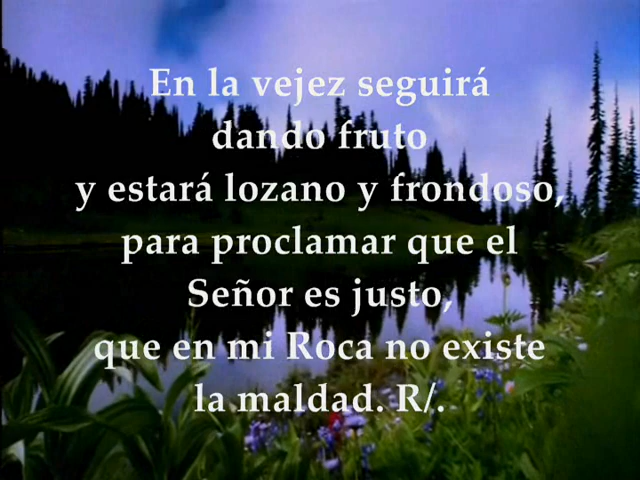 En la vejez seguirá
dando fruto
y estará lozano y frondoso,
para proclamar que el
Señor es justo,
que en mi Roca no existe
la maldad. R/.